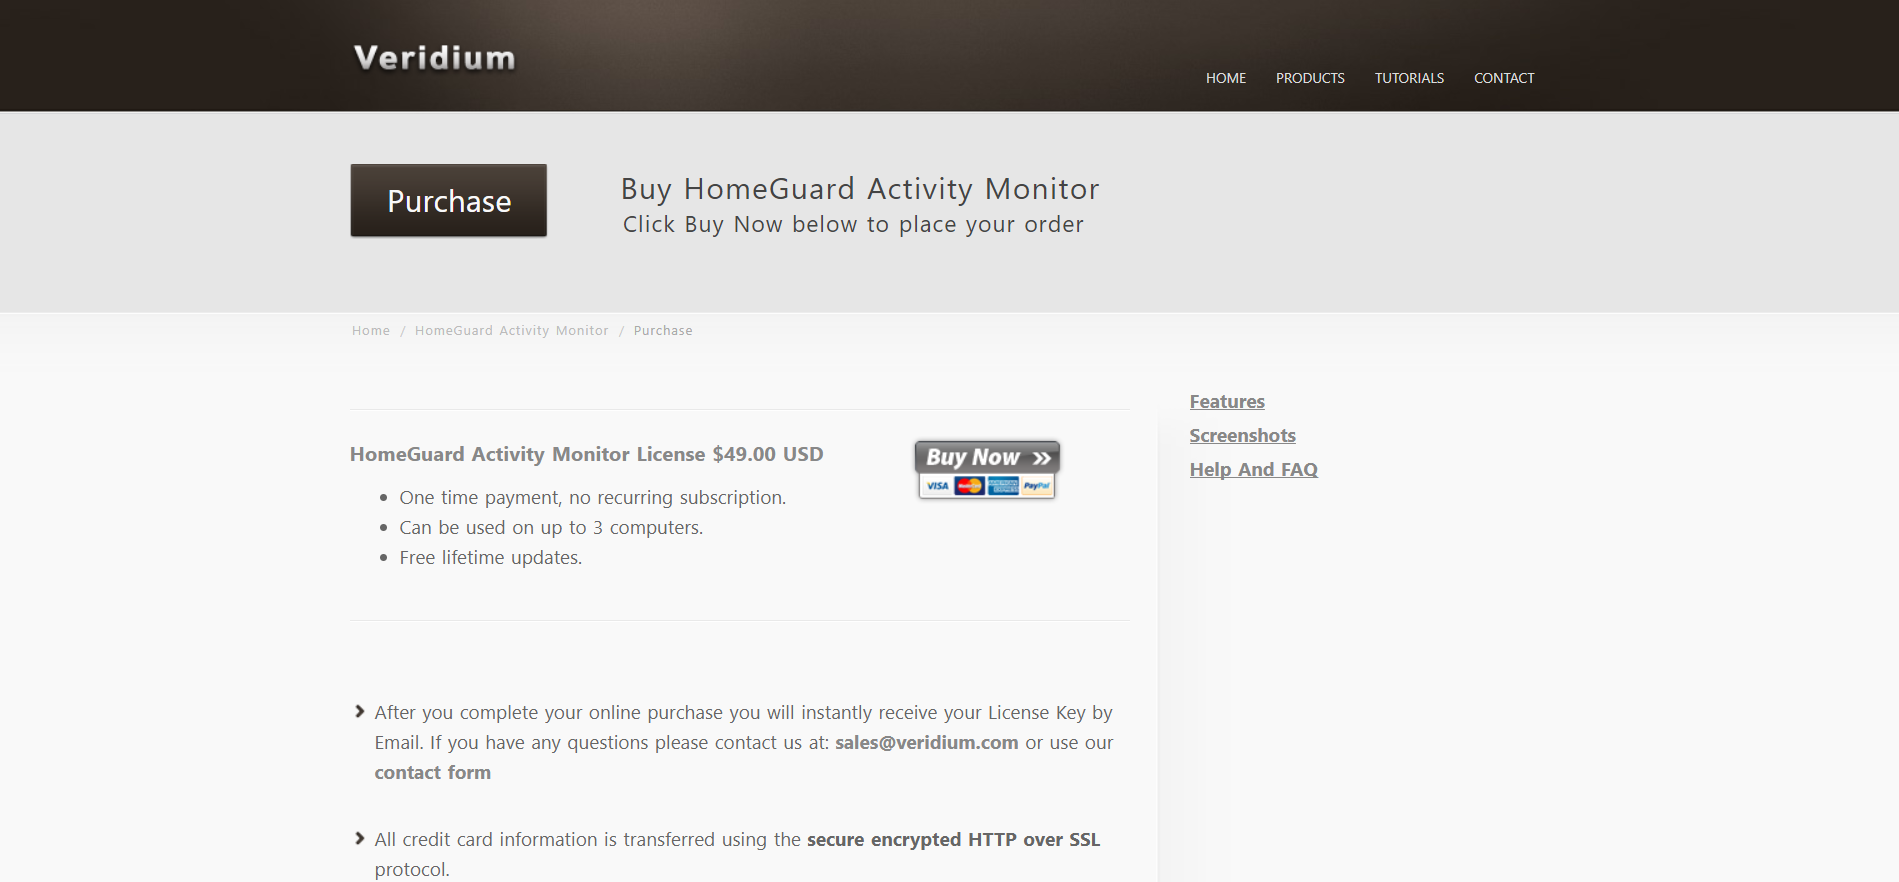 Veridium
HOME PRODUCTS TUTORIALS CONTACT
Purchase
Buy HomeGuard Activity Monitor
Click Buy Now below to place your order
Home / HomeGuard Activity Monitor / Purchase
HomeGuard Activity Monitor License $49.00 USD
One time payment, no recurring subscription.
Can be used on up to 3 computers.
Free lifetime updates.
Buy Now »
VISA MasterCard AMERICAN EXPRESS PayPal
Features
Screenshots
Help And FAQ
After you complete your online purchase you will instantly receive your License Key by
Email. If you have any questions please contact us at: sales@veridium.com or use our
contact form
All credit card information is transferred using the secure encrypted HTTP over SSL
protocol.